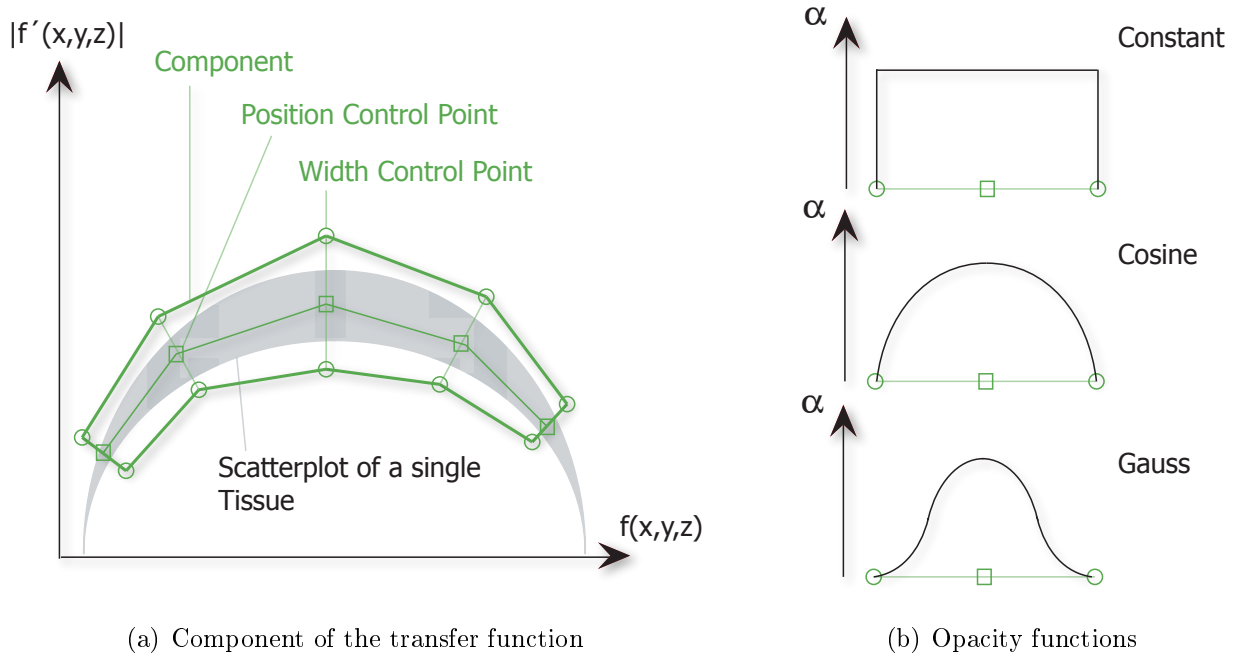 |f´(x,y,z)|
Component
Position Control Point
Width Control Point
Scatterplot of a single
Tissue
f(x,y,z)
(a) Component of the transfer function
α
Constant
α
Cosine
α
Gauss
(b) Opacity functions